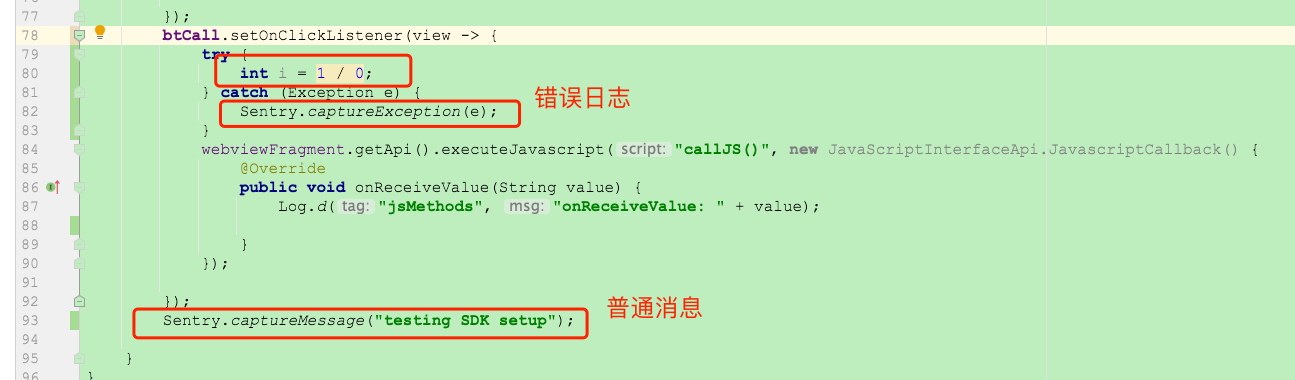 77 });
78 btCall.setOnClickListener(view -> {
79 try {
80 int i = 1 / 0;
81 } catch (Exception e) {
错误日志
82 Sentry.captureException(e);
83 }
84 webviewFragment.getApi().executeJavascript( script: "callJS()", new JavaScriptInterfaceApi.JavascriptCallback() {
85 @Override
86 public void onReceiveValue(String value) {
87 Log.d( tag: "jsMethods", msg: "onReceiveValue: " + value);
88
89 }
90 });
91
92 });
普通消息
93 Sentry.captureMessage("testing SDK setup");
94
95 }
96 }